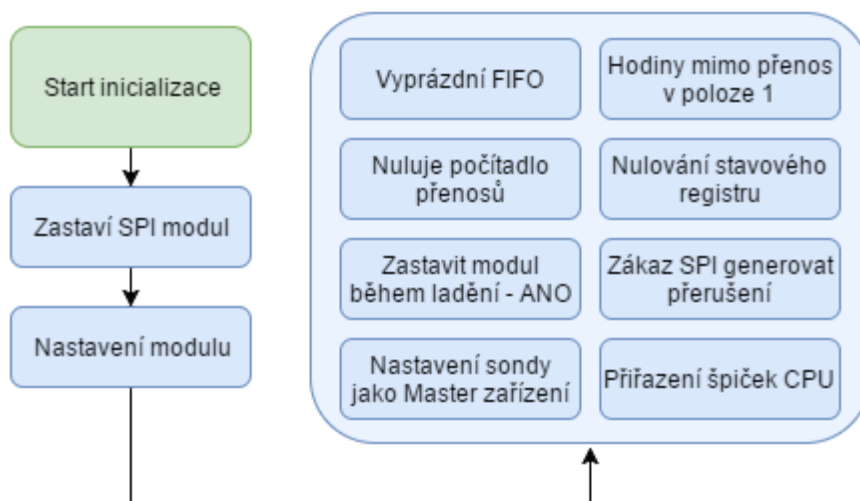 Start inicializace
Zastaví SPI modul
Nastavení modulu
Vyprázdní FIFO
Hodiny mimo přenos
v poloze 1
Nuluje počítadlo
přenosů
Nulování stavového
registru
Zastavit modul
během ladění - ANO
Zákaz SPI generovat
přerušení
Nastavení sondy
jako Master zařízení
Přiřazení špiček CPU